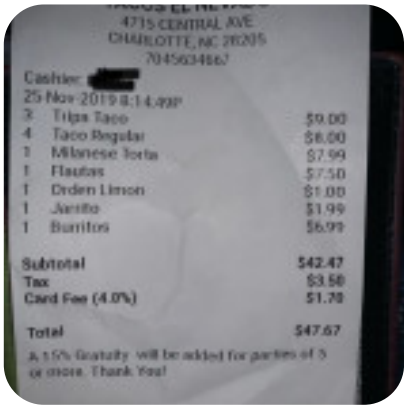 TACOS EL NEVADO
4715 CENTRAL AVE
CHARLOTTE, NC 28205
7045634667
Cashier:
25-Nov-2019 8:14:49P
3 Tripa Taco $9.00
4 Taco Regular $8.00
1 Milanese Torta $7.99
1 Flautas $7.50
1 Orden Limon $1.00
1 Jarrito $1.99
1 Burritos $6.99
Subtotal $42.47
Tax $3.50
Card Fee (4.0%) $1.70
Total $47.67
A 15% Gratuity will be added for parties of 5
or more. Thank You!